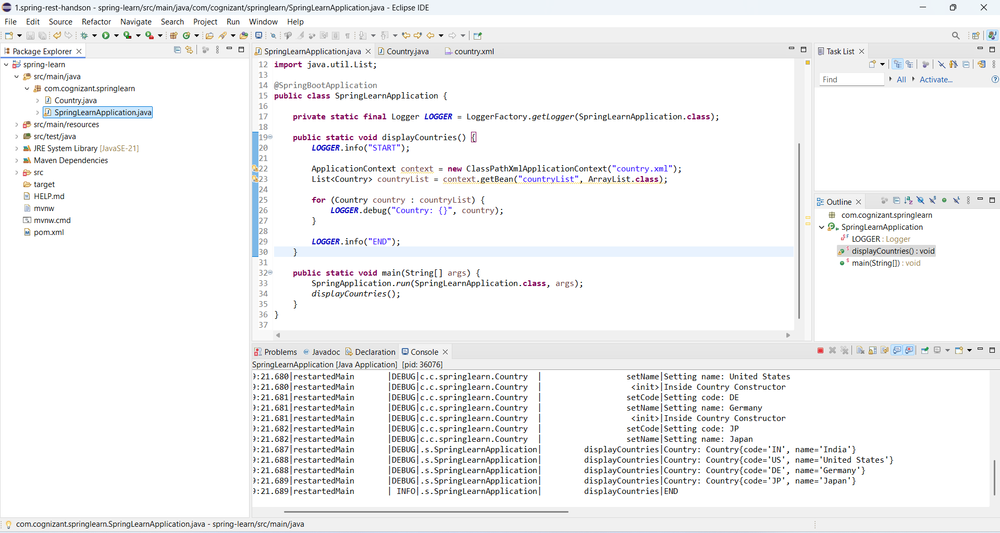 1.spring-rest-handson - spring-learn/src/main/java/com/cognizant/springlearn/SpringLearnApplication.java - Eclipse IDE
File Edit Source Refactor Navigate Search Project Run Window Help
Package Explorer
spring-learn
src/main/java
com.cognizant.springlearn
Country.java
SpringLearnApplication.java
src/main/resources
src/test/java
JRE System Library [JavaSE-21]
Maven Dependencies
src
target
HELP.md
mvnw
mvnw.cmd
pom.xml
SpringLearnApplication.java Country.java country.xml
12 import java.util.List;
13
14 @SpringBootApplication
15 public class SpringLearnApplication {
16
17 private static final Logger LOGGER = LoggerFactory.getLogger(SpringLearnApplication.class);
18
19 public static void displayCountries() {
20 LOGGER.info("START");
21
22 ApplicationContext context = new ClassPathXmlApplicationContext("country.xml");
23 List<Country> countryList = context.getBean("countryList", ArrayList.class);
24
25 for (Country country : countryList) {
26 LOGGER.debug("Country: {}", country);
27 }
28
29 LOGGER.info("END");
30 }
31
32 public static void main(String[] args) {
33 SpringApplication.run(SpringLearnApplication.class, args);
34 displayCountries();
35 }
36 }
37
Task List
Find All Activate...
Outline
com.cognizant.springlearn
SpringLearnApplication
LOGGER : Logger
displayCountries() : void
main(String[]) : void
Problems Javadoc Declaration Console
SpringLearnApplication [Java Application] [pid: 36076]
9:21.680|restartedMain |DEBUG|c.c.springlearn.Country | setName|Setting name: United States
9:21.680|restartedMain |DEBUG|c.c.springlearn.Country | <init>|Inside Country Constructor
9:21.681|restartedMain |DEBUG|c.c.springlearn.Country | setCode|Setting code: DE
9:21.681|restartedMain |DEBUG|c.c.springlearn.Country | setName|Setting name: Germany
9:21.681|restartedMain |DEBUG|c.c.springlearn.Country | <init>|Inside Country Constructor
9:21.682|restartedMain |DEBUG|c.c.springlearn.Country | setCode|Setting code: JP
9:21.682|restartedMain |DEBUG|c.c.springlearn.Country | setName|Setting name: Japan
9:21.687|restartedMain |DEBUG|.s.SpringLearnApplication| displayCountries|Country: Country{code='IN', name='India'}
9:21.688|restartedMain |DEBUG|.s.SpringLearnApplication| displayCountries|Country: Country{code='US', name='United States'}
9:21.688|restartedMain |DEBUG|.s.SpringLearnApplication| displayCountries|Country: Country{code='DE', name='Germany'}
9:21.689|restartedMain |DEBUG|.s.SpringLearnApplication| displayCountries|Country: Country{code='JP', name='Japan'}
9:21.689|restartedMain | INFO|.s.SpringLearnApplication| displayCountries|END
com.cognizant.springlearn.SpringLearnApplication.java - spring-learn/src/main/java